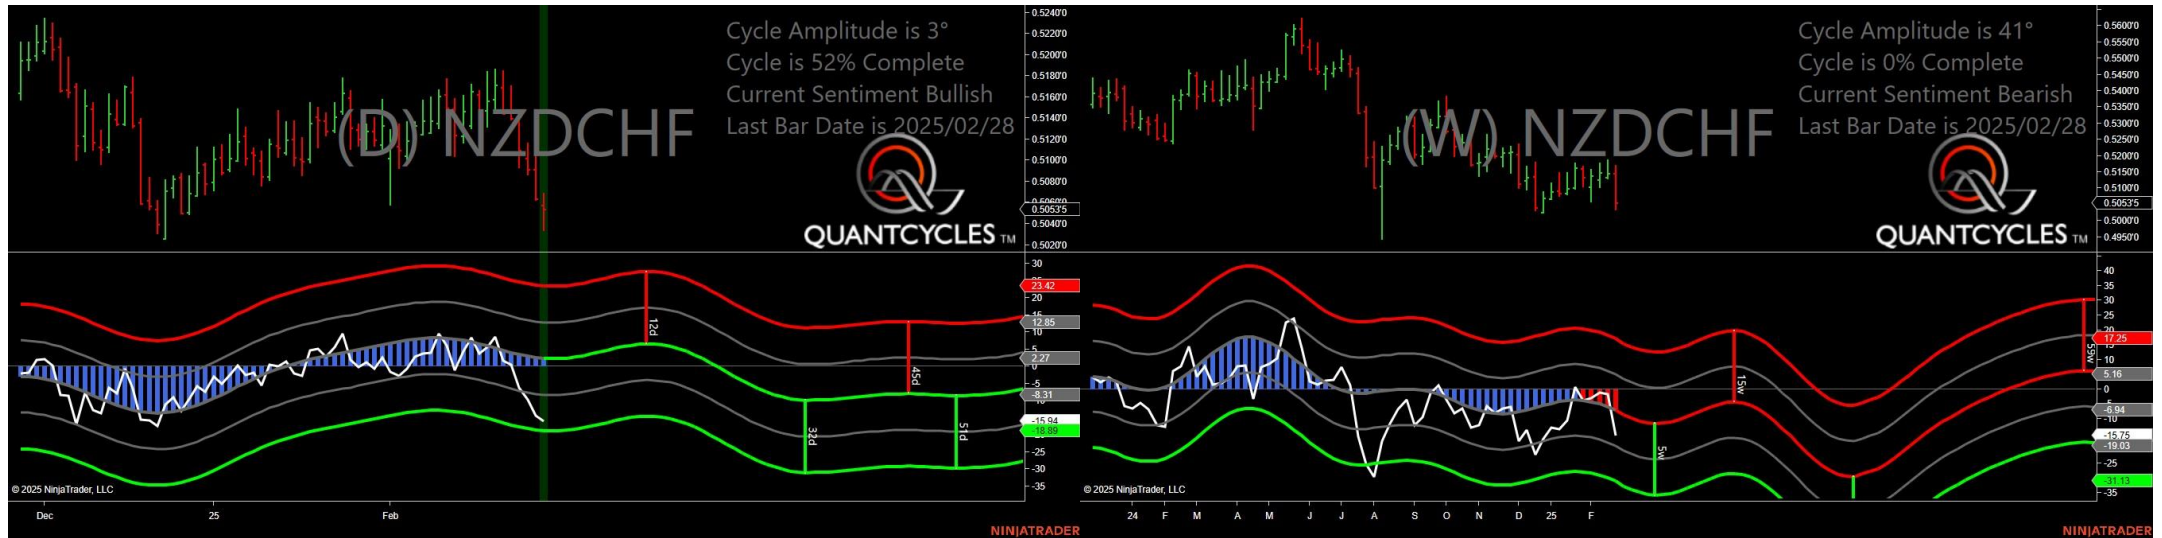 Cycle Amplitude is 3°
Cycle is 52% Complete
Current Sentiment Bullish
Last Bar Date is 2025/02/28
(D) NZDCHF
QUANTCYCLES TM
0.5240'0
0.5220'0
0.5200'0
0.5180'0
0.5160'0
0.5140'0
0.5120'0
0.5100'0
0.5080'0
0.5060'0
0.5053'5
0.5040'0
0.5020'0
30
23.42
20
12.85
10
5
2.27
0
-5
-8.31
-15.94
-18.89
-25
-30
-35
12d
32d
45d
51d
© 2025 NinjaTrader, LLC
Dec
25
Feb
NINJATRADER
Cycle Amplitude is 41°
Cycle is 0% Complete
Current Sentiment Bearish
Last Bar Date is 2025/02/28
(W) NZDCHF
QUANTCYCLES TM
0.5600'0
0.5550'0
0.5500'0
0.5450'0
0.5400'0
0.5350'0
0.5300'0
0.5250'0
0.5200'0
0.5150'0
0.5100'0
0.5053'5
0.5000'0
0.4950'0
40
35
30
25
20
17.25
10
5.16
0
-6.94
-10
-15.75
-19.03
-25
-31.13
-35
5w
15w
59w
© 2025 NinjaTrader, LLC
24
F
M
A
M
J
J
A
S
O
N
D
25
F
NINJATRADER